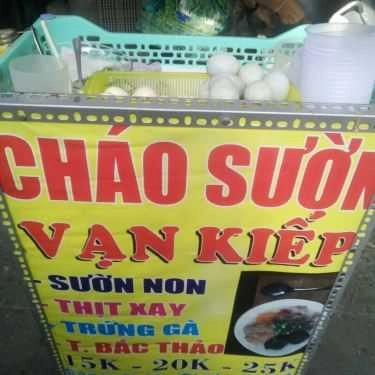 CHÁO SƯỜN
VẠN KIẾP
- SƯỜN NON
THỊT XAY
- TRỨNG GÀ
T. BẮC THẢO
15K - 20K - 25K